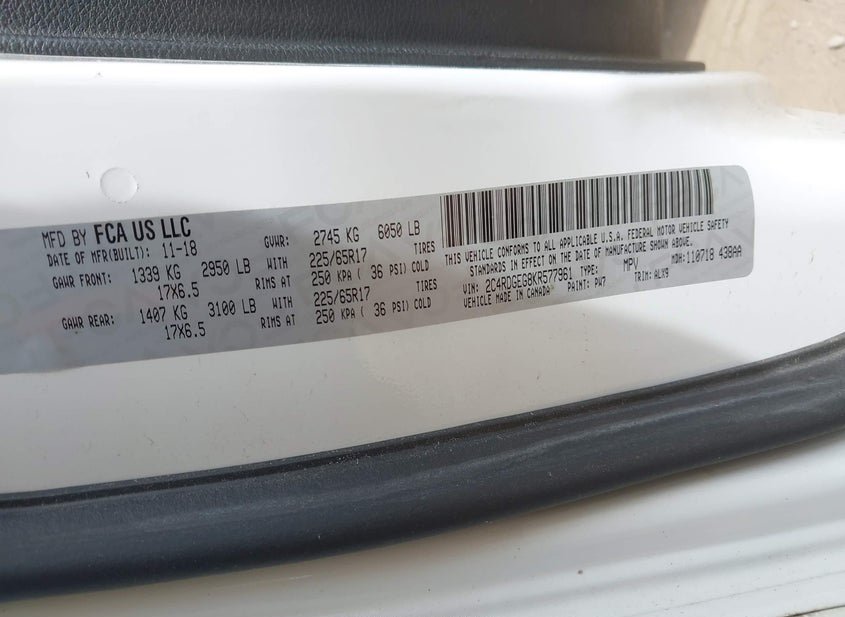 MFD BY FCA US LLC
DATE OF MFR(BUILT): 11-18 GVWR: 2745 KG 6050 LB
GAWR FRONT: 1339 KG 2950 LB WITH 225/65R17 TIRES
17X6.5 RIMS AT 250 KPA ( 36 PSI) COLD
GAWR REAR: 1407 KG 3100 LB WITH 225/65R17 TIRES
17X6.5 RIMS AT 250 KPA ( 36 PSI) COLD
THIS VEHICLE CONFORMS TO ALL APPLICABLE U.S.A. FEDERAL MOTOR VEHICLE SAFETY
STANDARDS IN EFFECT ON THE DATE OF MANUFACTURE SHOWN ABOVE.
VIN: 2C4RDGEG8KR577961 TYPE: MPV MDH:110718 438AA
VEHICLE MADE IN CANADA PAINT: PW7 TRIM: ALX9